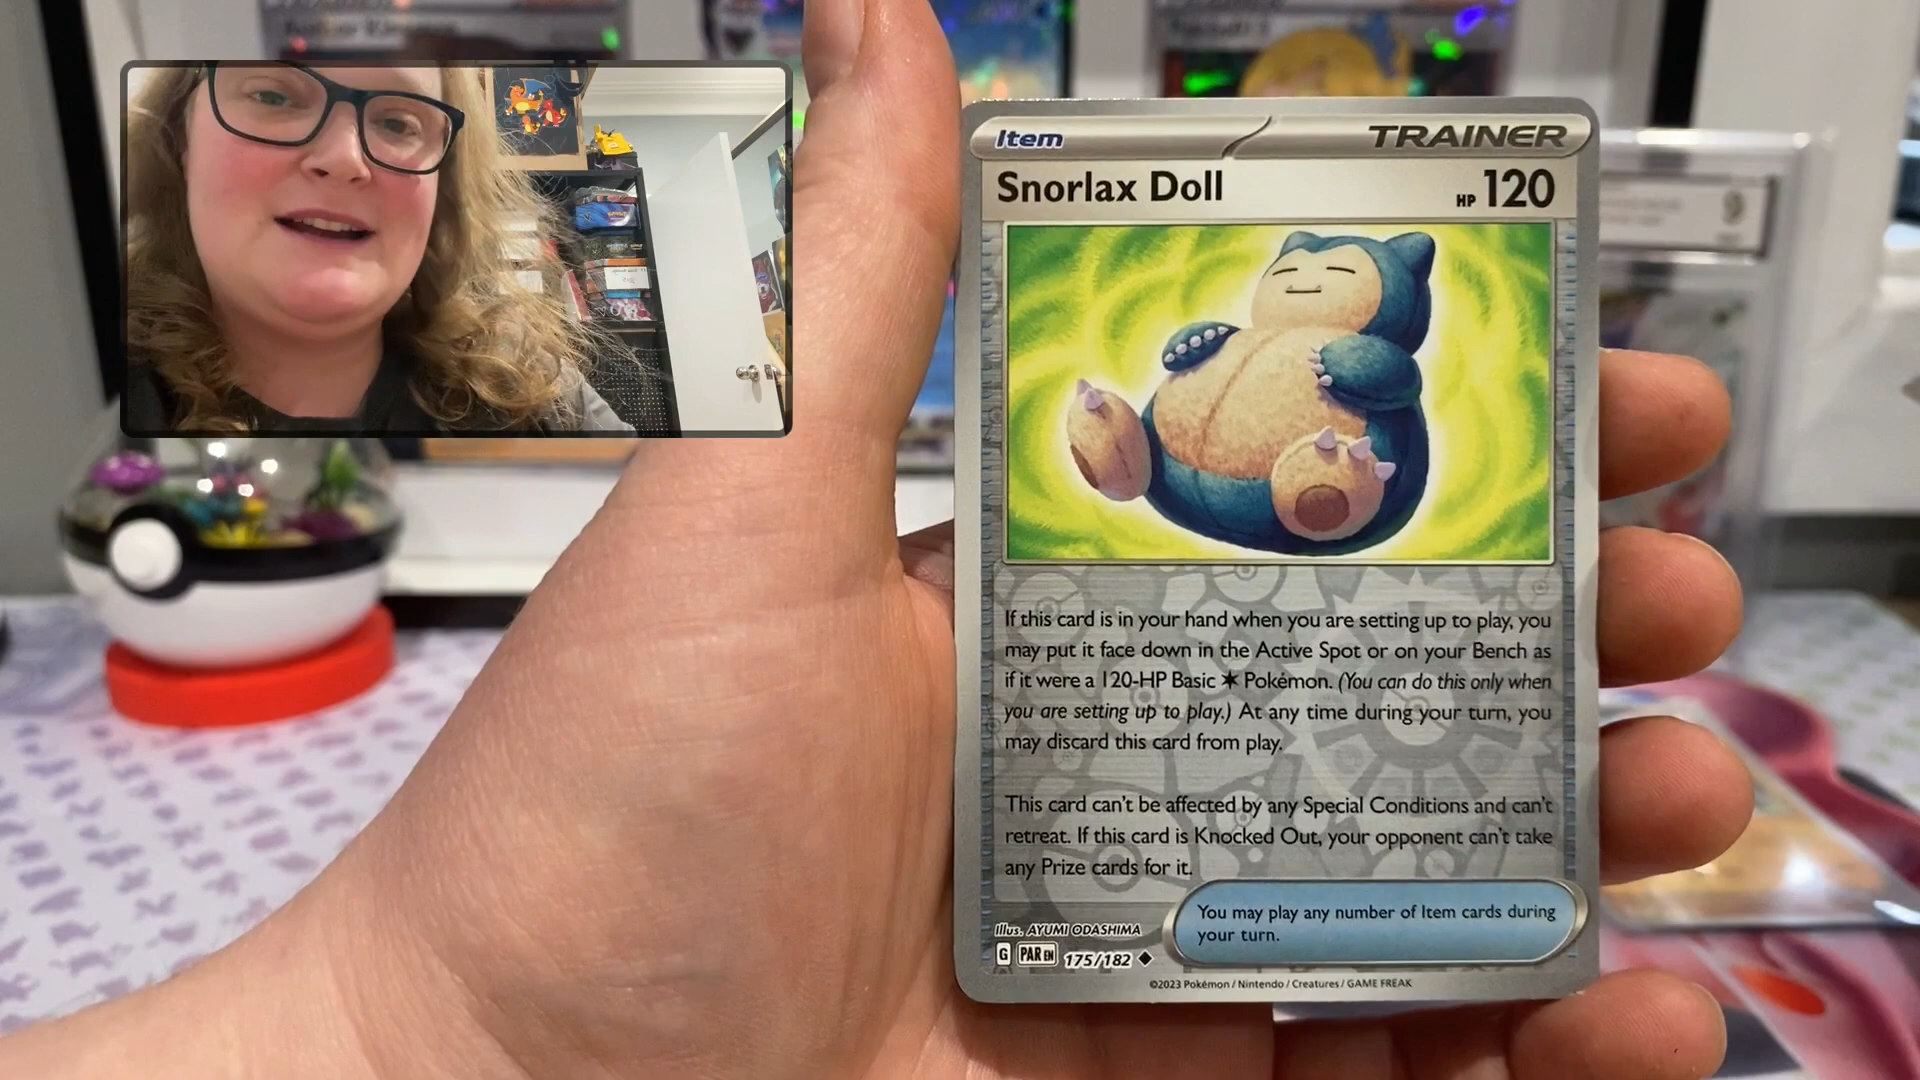 Item
TRAINER
Snorlax Doll
HP 120
If this card is in your hand when you are setting up to play, you
may put it face down in the Active Spot or on your Bench as
if it were a 120-HP Basic ✶ Pokémon. (You can do this only when
you are setting up to play.) At any time during your turn, you
may discard this card from play.
This card can't be affected by any Special Conditions and can't
retreat. If this card is Knocked Out, your opponent can't take
any Prize cards for it.
You may play any number of Item cards during
your turn.
Illus. AYUMI ODASHIMA
G PAR EN 175/182 ◆
©2023 Pokémon / Nintendo / Creatures / GAME FREAK